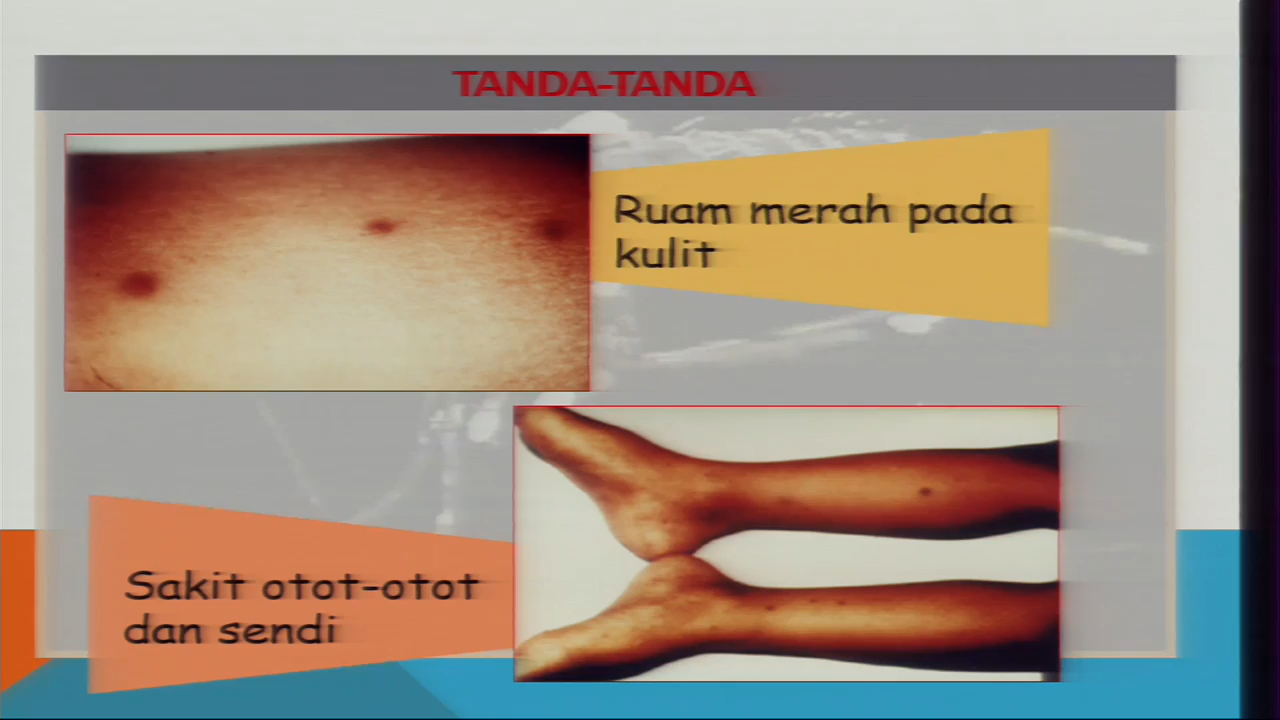 TANDA-TANDA
Ruam merah pada
kulit
Sakit otot-otot
dan sendi